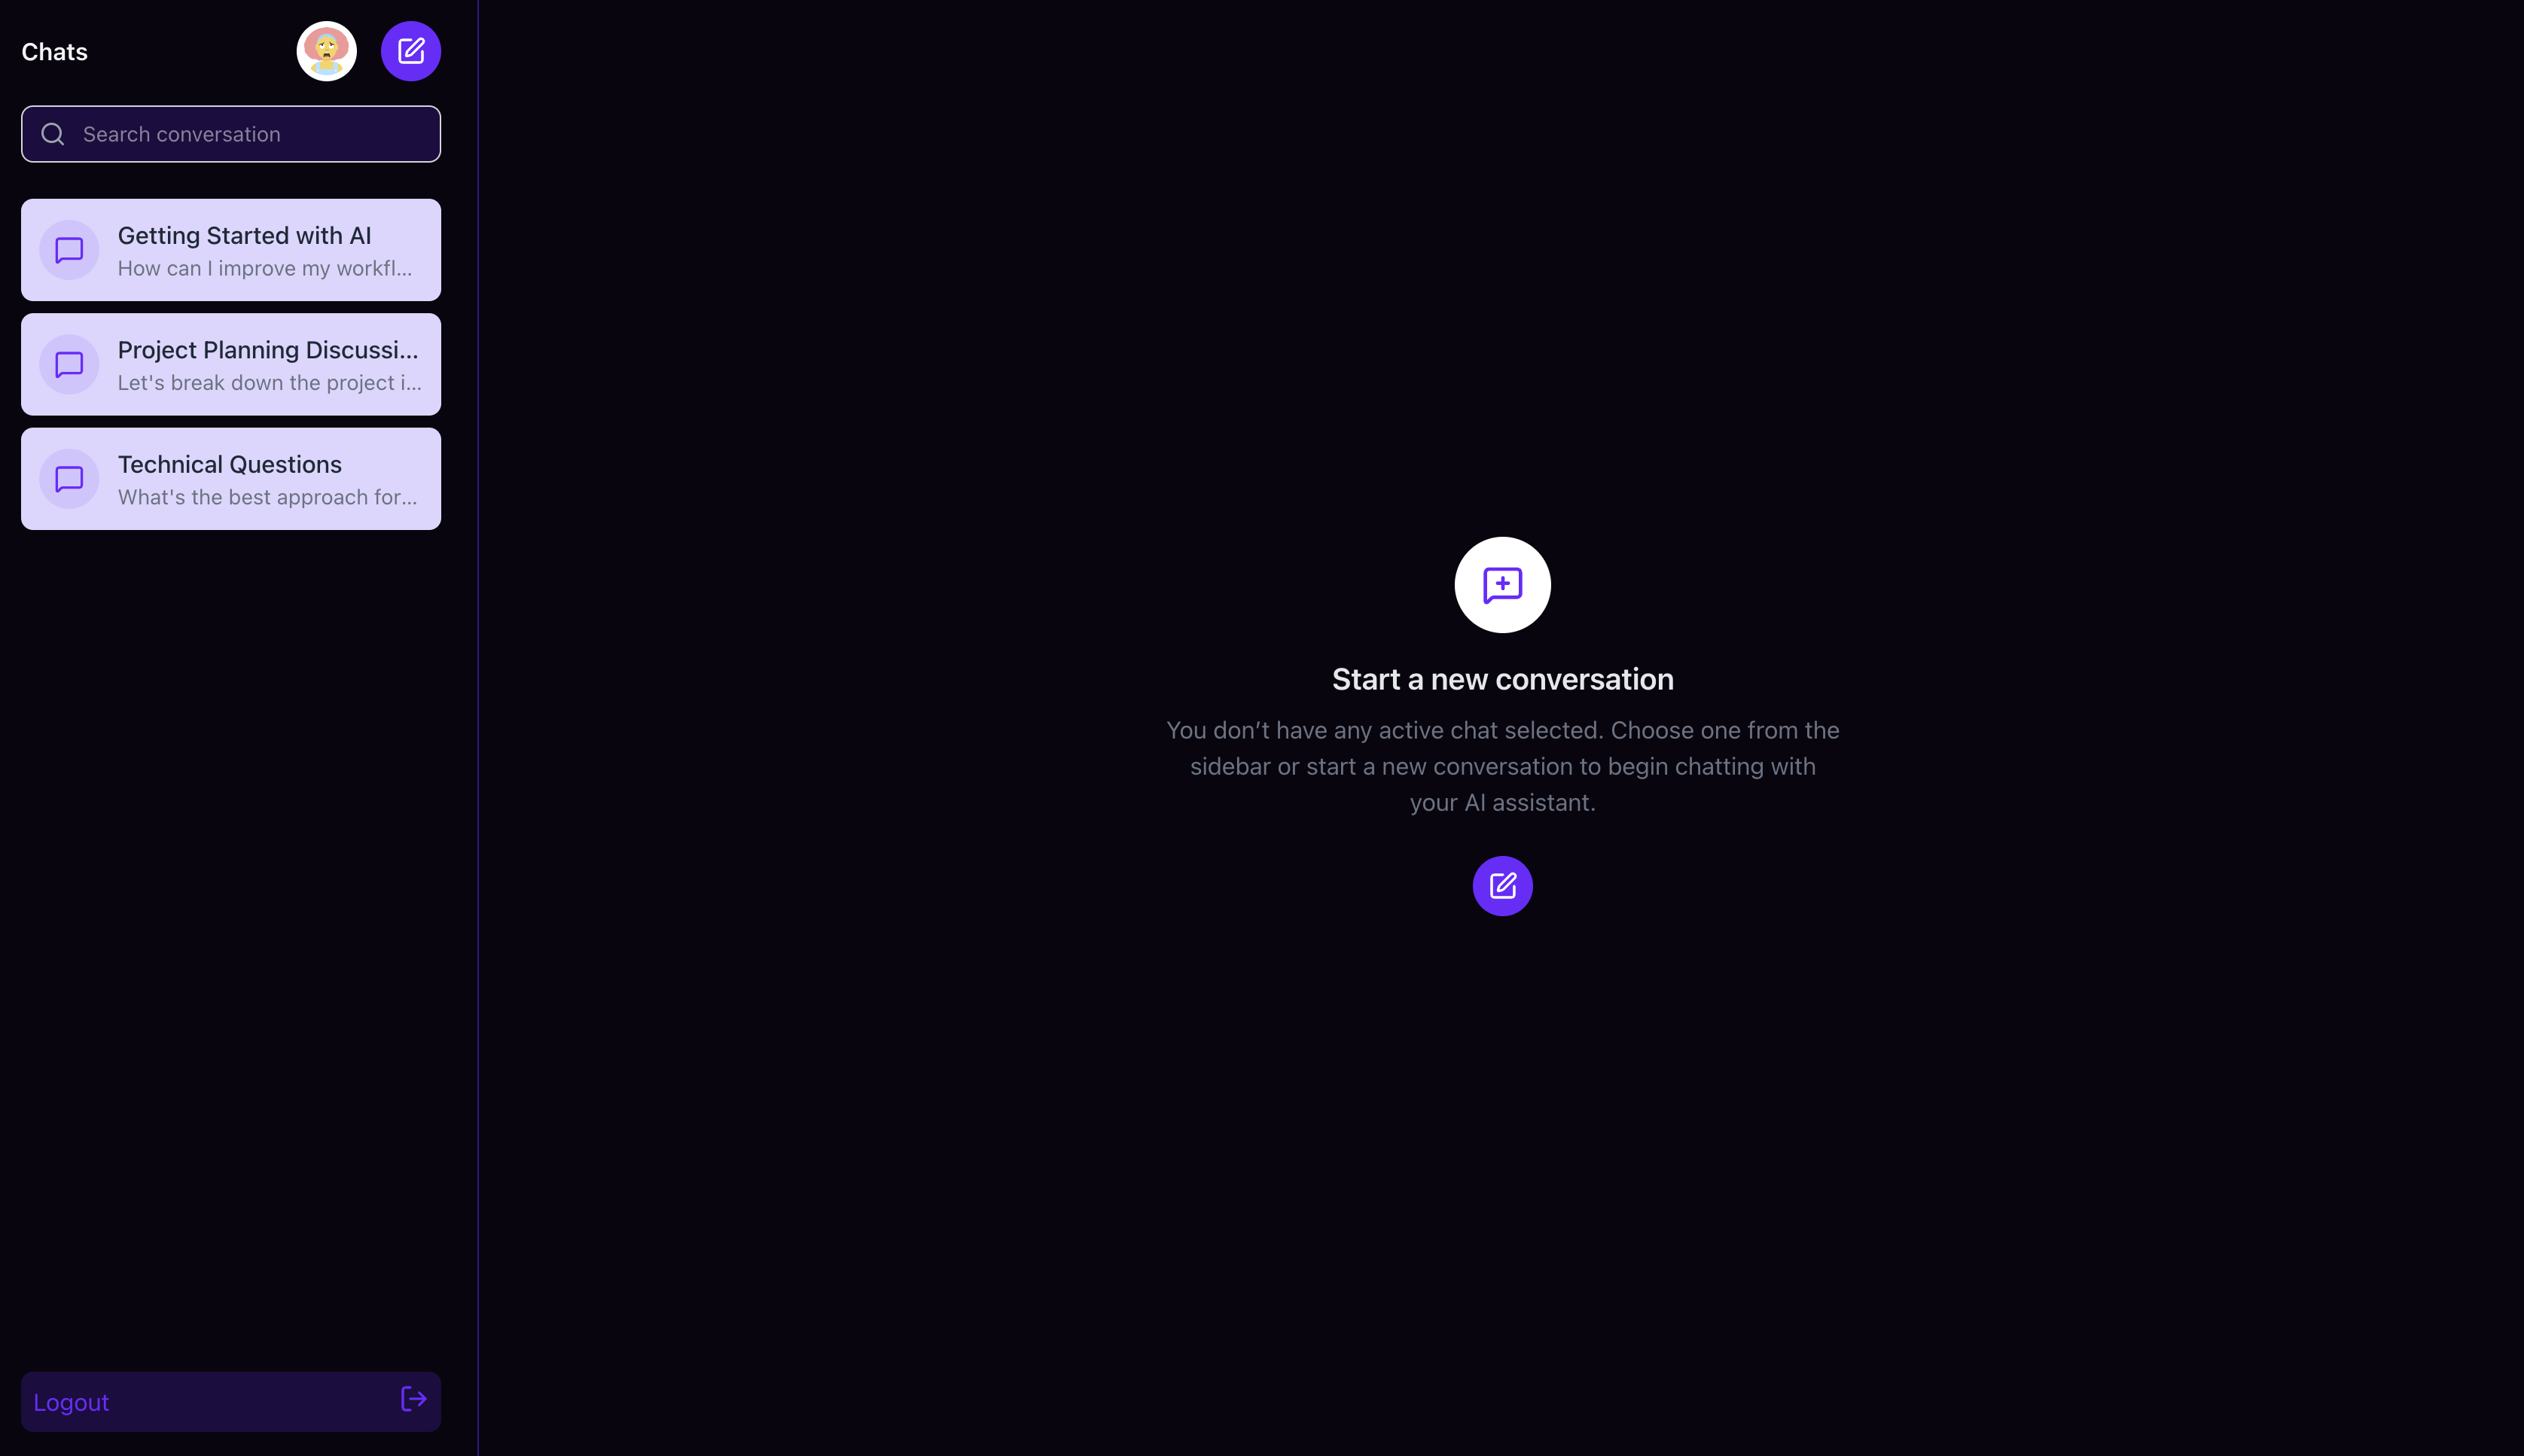 Chats
Search conversation
Getting Started with AI
How can I improve my workfl...
Project Planning Discussi...
Let's break down the project i...
Technical Questions
What's the best approach for...
Start a new conversation
You don’t have any active chat selected. Choose one from the
sidebar or start a new conversation to begin chatting with
your AI assistant.
Logout